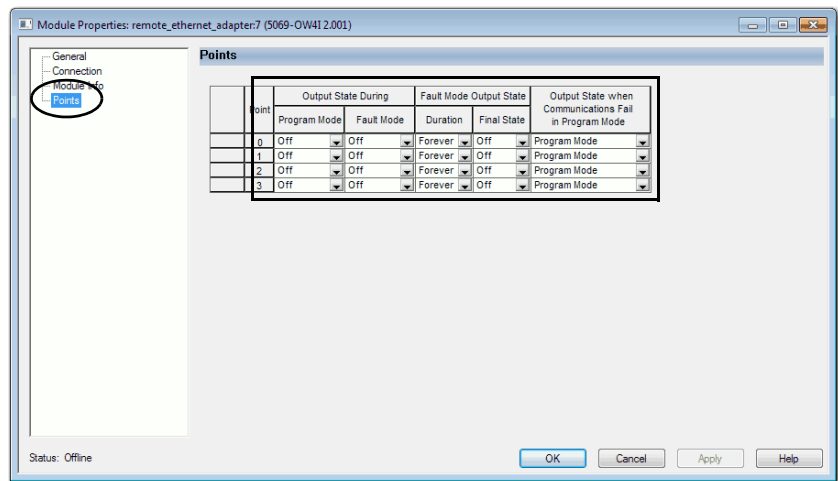 Module Properties: remote_ethernet_adapter:7 (5069-OW4I 2.001)
General
Connection
Module Info
Points
Points
Point
Output State During
Fault Mode Output State
Output State when
Communications Fail
in Program Mode
Program Mode
Fault Mode
Duration
Final State
0 Off Off Forever Off Program Mode
1 Off Off Forever Off Program Mode
2 Off Off Forever Off Program Mode
3 Off Off Forever Off Program Mode
Status: Offline
OK
Cancel
Apply
Help